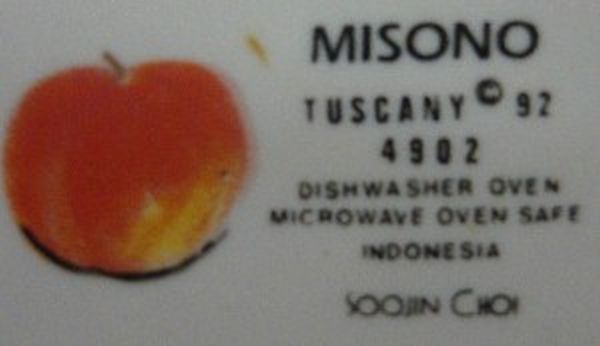 MISONO
TUSCANY © 92
4902
DISHWASHER OVEN
MICROWAVE OVEN SAFE
INDONESIA
SOOJIN CHOI